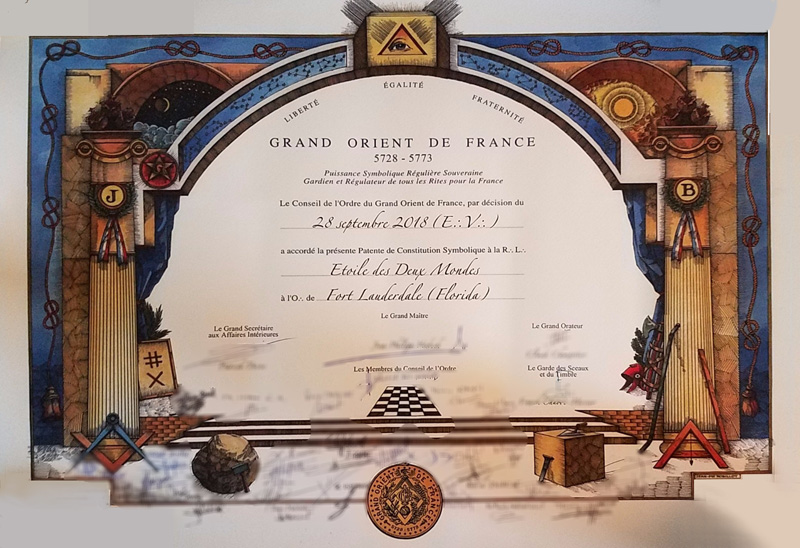 LIBERTÉ
ÉGALITÉ
FRATERNITÉ
GRAND ORIENT DE FRANCE
5728 - 5773
Puissance Symbolique Régulière Souveraine
Gardien et Régulateur de tous les Rites pour la France
J
B
Le Conseil de l'Ordre du Grand Orient de France, par décision du
28 septembre 2018 (E∴V∴)
a accordé la présente Patente de Constitution Symbolique à la R∴ L∴
Etoile des Deux Mondes
à l'O∴ de Fort Lauderdale (Florida)
Le Grand Maître
Le Grand Secrétaire
aux Affaires Intérieures
Le Grand Orateur
Les Membres du Conseil de l'Ordre
Le Garde des Sceaux
et du Timbre
GRAND ORIENT DE FRANCE